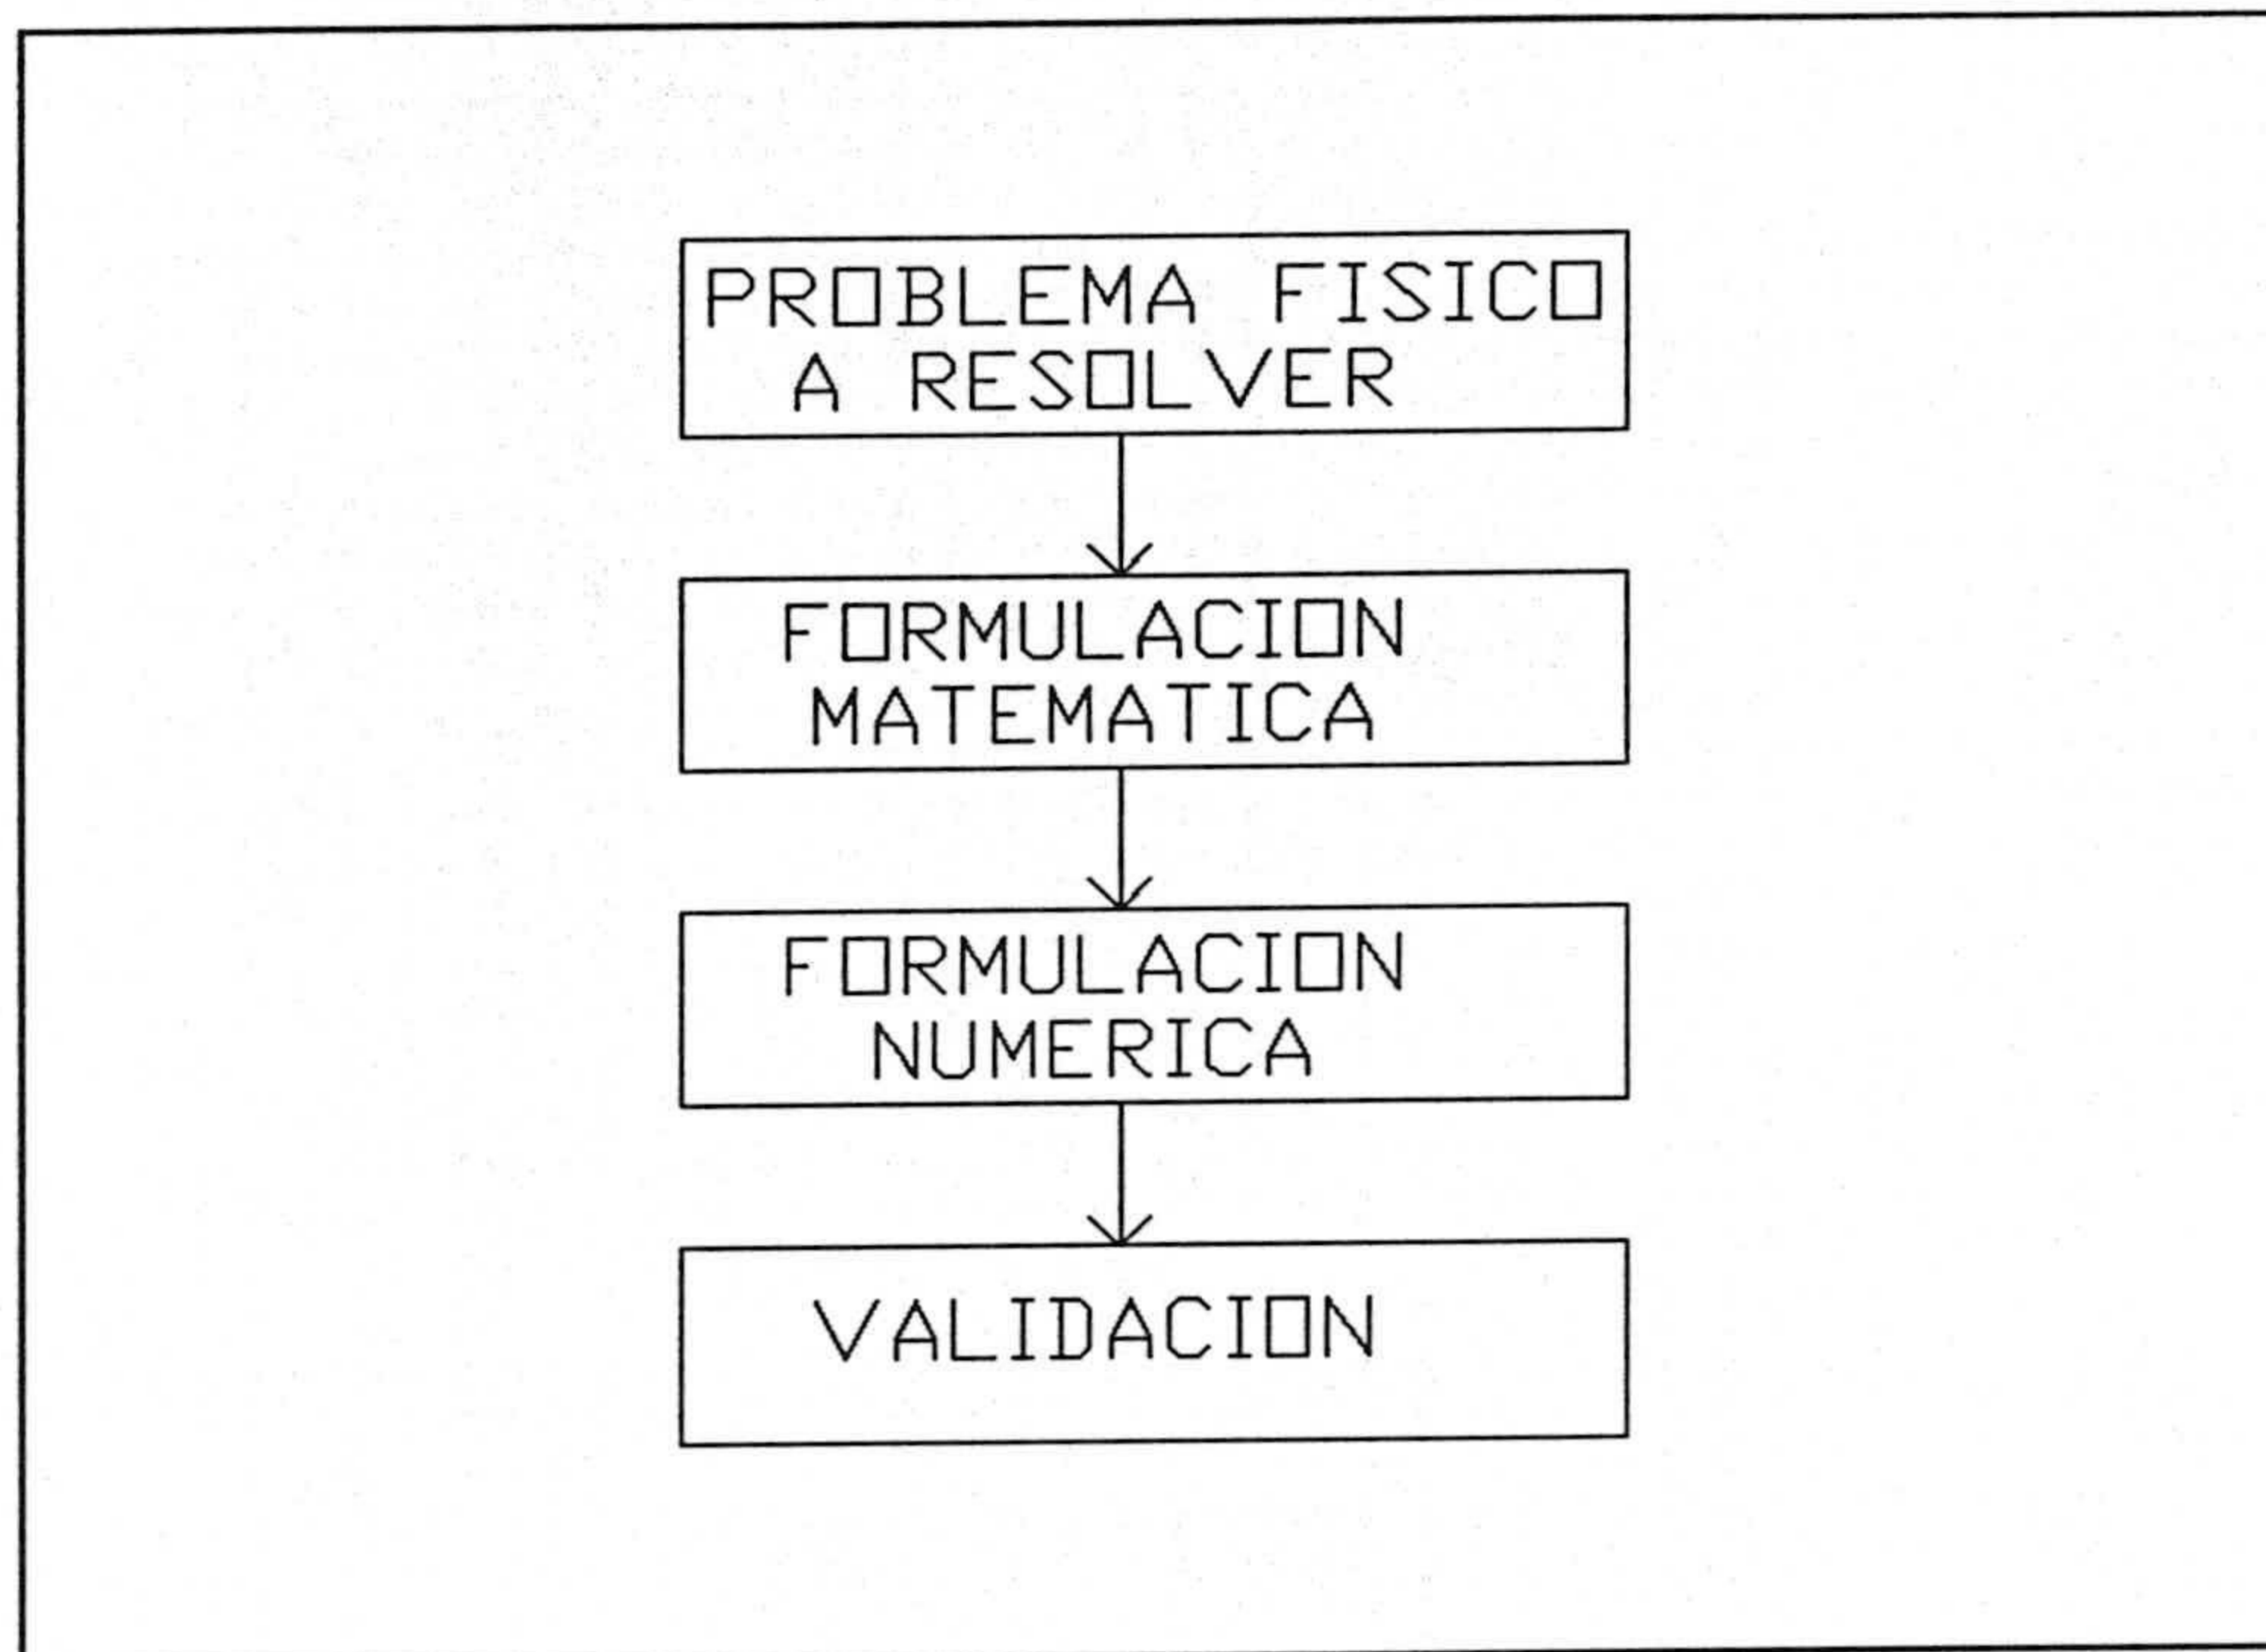 PROBLEMA FISICO
A RESOLVER
FORMULACION
MATEMATICA
FORMULACION
NUMERICA
VALIDACION